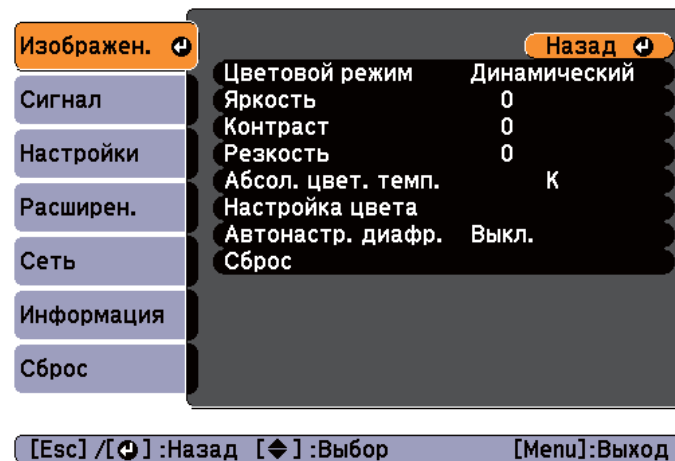 Изображен.
Сигнал
Настройки
Расширен.
Сеть
Информация
Сброс
Назад
Цветовой режим Динамический
Яркость 0
Контраст 0
Резкость 0
Абсол. цвет. темп. K
Настройка цвета
Автонастр. диафр. Выкл.
Сброс
[Esc] /[ ] :Назад [ ] :Выбор [Menu]:Выход